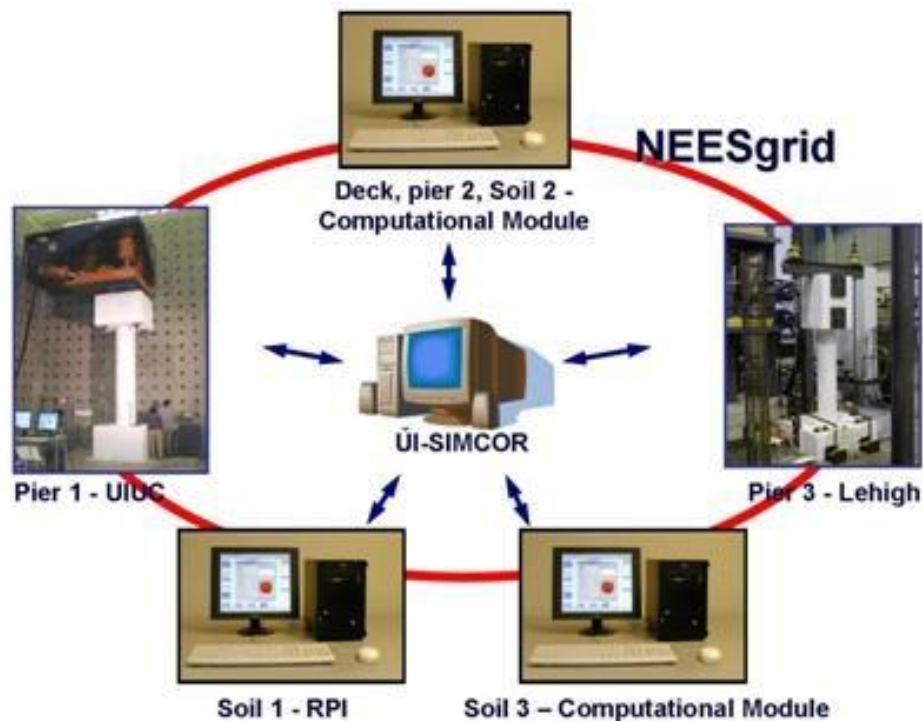 NEESgrid
Deck, pier 2, Soil 2 -
Computational Module
ŪI-SIMCOR
Pier 1 - UIUC
Pier 3 - Lehigh
Soil 1 - RPI
Soil 3 – Computational Module